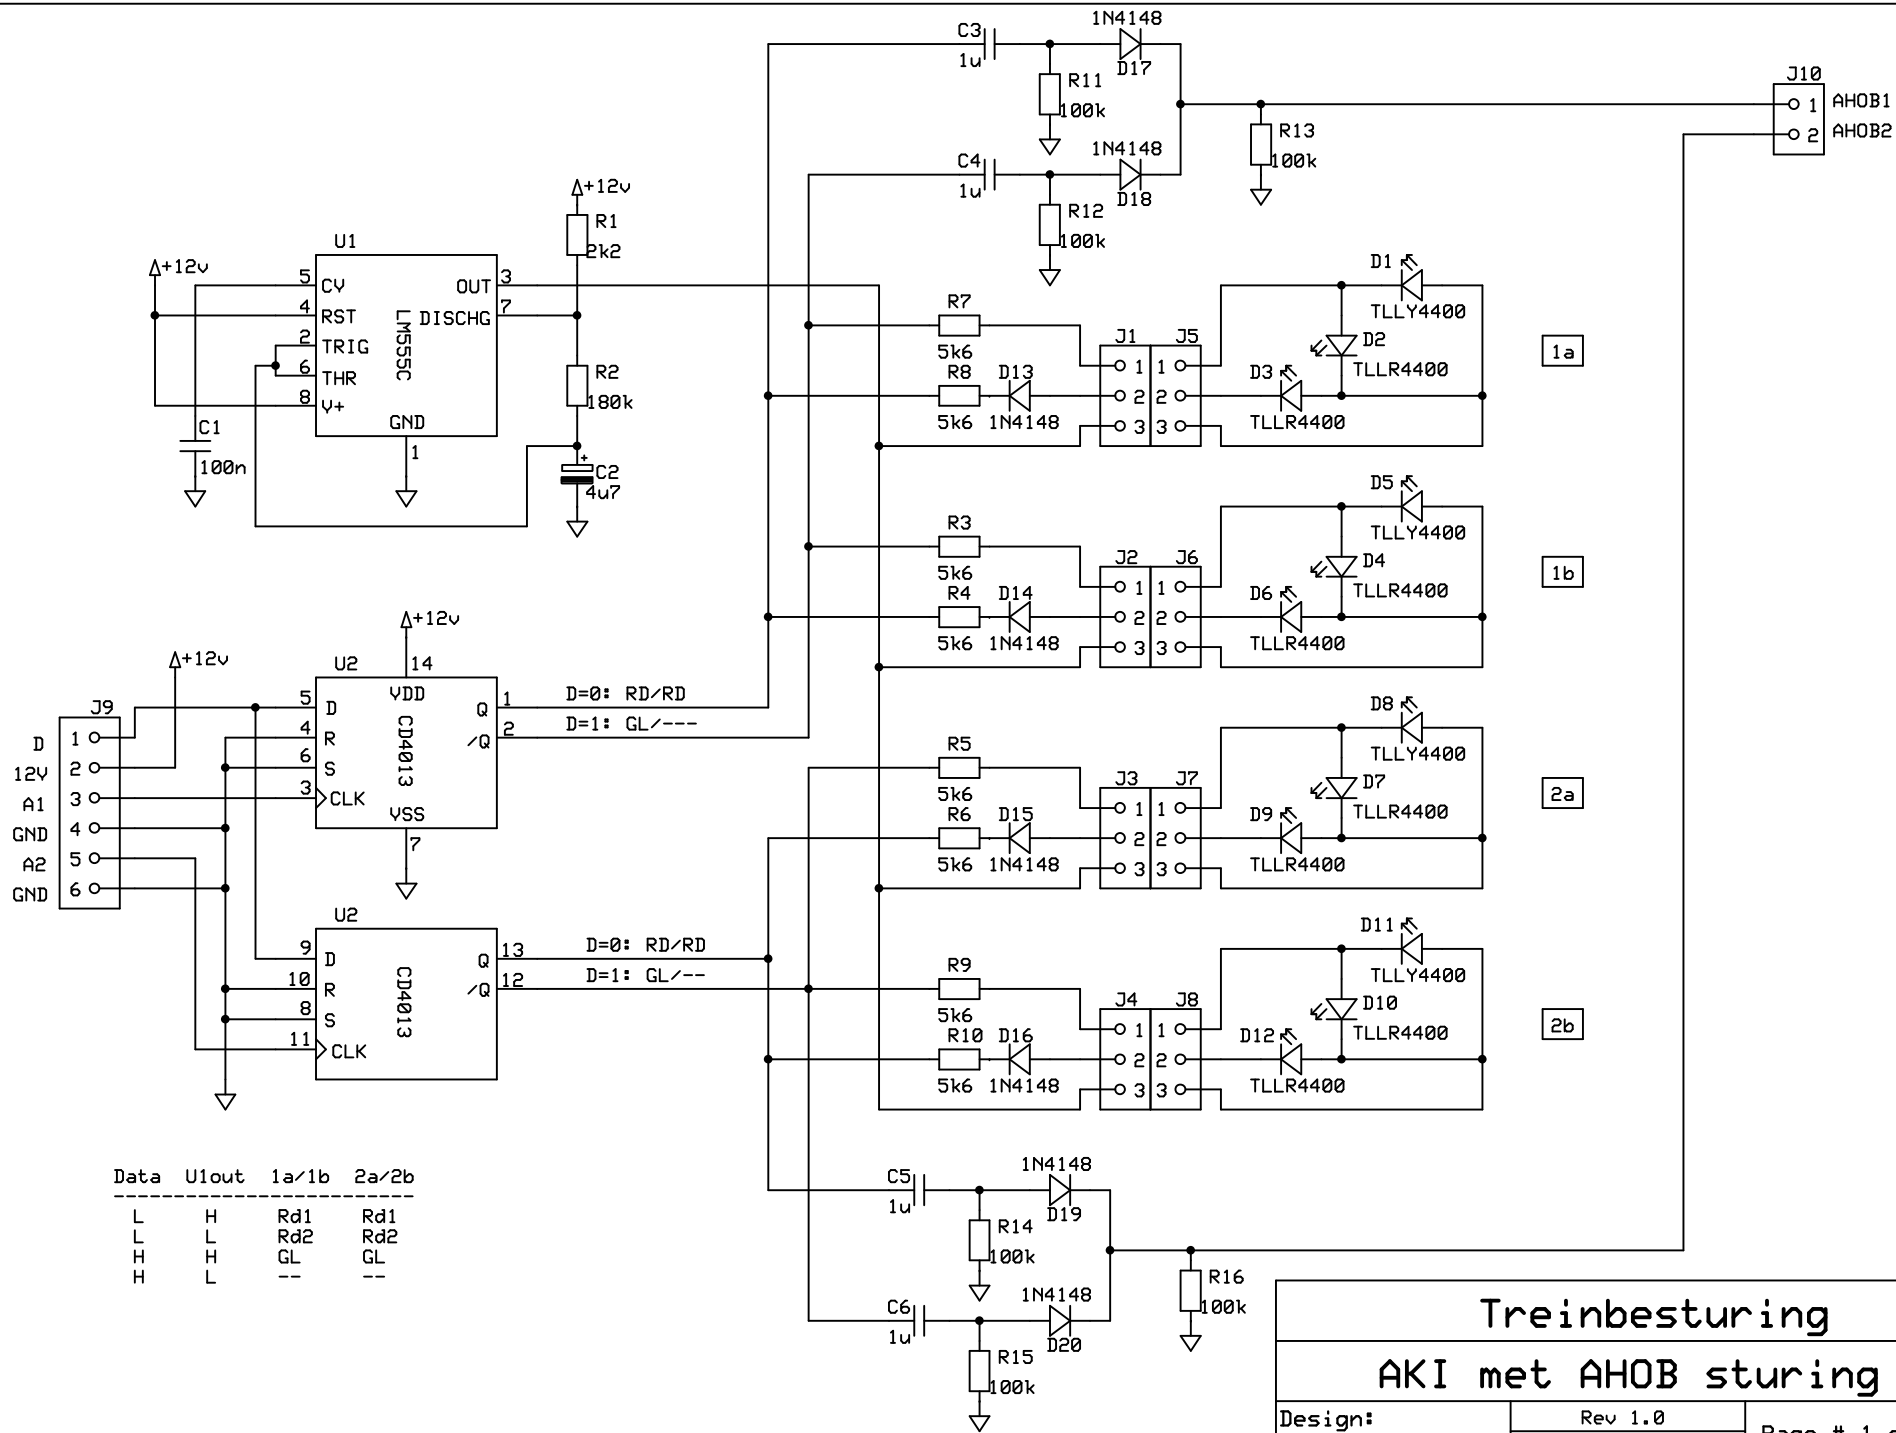 1N4148
C3
1u
D17
R11
100k
J10
1 AHOB1
2 AHOB2
1N4148
C4
1u
D18
R12
100k
R13
100k
+12v
R1
2k2
U1
+12v
5 CV
4 RST
2 TRIG
6 THR
8 V+
LM555C
OUT 3
DISCHG 7
GND
1
C1
100n
R2
180k
+
C2
4u7
R7
5k6
R8
5k6
D13
1N4148
J1 J5
1 1
2 2
3 3
D1
TLLY4400
D2
TLLR4400
D3
TLLR4400
1a
R3
5k6
R4
5k6
D14
1N4148
J2 J6
1 1
2 2
3 3
D5
TLLY4400
D4
TLLR4400
D6
TLLR4400
1b
+12v
+12v
U2
14
VDD
5 D
4 R
6 S
3 CLK
CD4013
Q 1
/Q 2
VSS
7
D=0: RD/RD
D=1: GL/---
J9
D 1
12V 2
A1 3
GND 4
A2 5
GND 6
R5
5k6
R6
5k6
D15
1N4148
J3 J7
1 1
2 2
3 3
D8
TLLY4400
D7
TLLR4400
D9
TLLR4400
2a
U2
9 D
10 R
8 S
11 CLK
CD4013
Q 13
/Q 12
D=0: RD/RD
D=1: GL/--
R9
5k6
R10
5k6
D16
1N4148
J4 J8
1 1
2 2
3 3
D11
TLLY4400
D10
TLLR4400
D12
TLLR4400
2b
Data U1out 1a/1b 2a/2b
------------------------------
L H Rd1 Rd1
L L Rd2 Rd2
H H GL GL
H L -- --
1N4148
C5
1u
D19
R14
100k
1N4148
C6
1u
D20
R15
100k
R16
100k
Treinbesturing
AKI met AHOB sturing
Design:
Rev 1.0
Page # 1